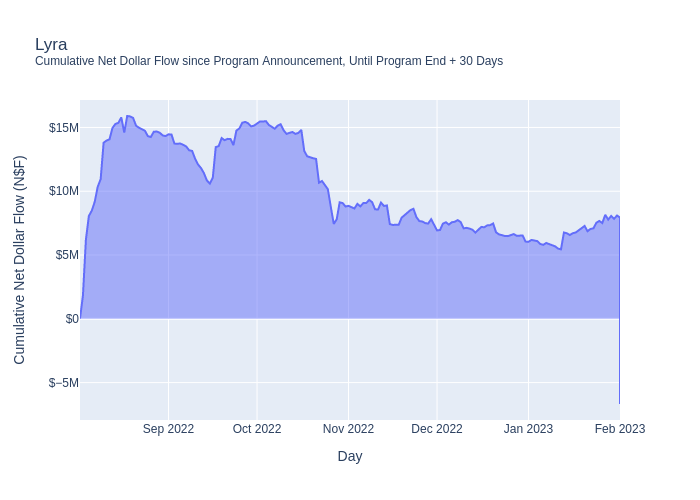 Lyra
Cumulative Net Dollar Flow since Program Announcement, Until Program End + 30 Days
Cumulative Net Dollar Flow (N$F)
$15M
$10M
$5M
$0
$−5M
Sep 2022
Oct 2022
Nov 2022
Dec 2022
Jan 2023
Feb 2023
Day